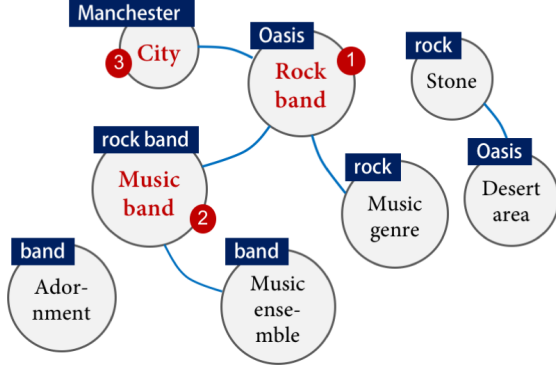 Manchester
City
3
Oasis
Rock
band
1
rock
Stone
rock band
Music
band
2
rock
Music
genre
Oasis
Desert
area
band
Ador-
nment
band
Music
ense-
mble